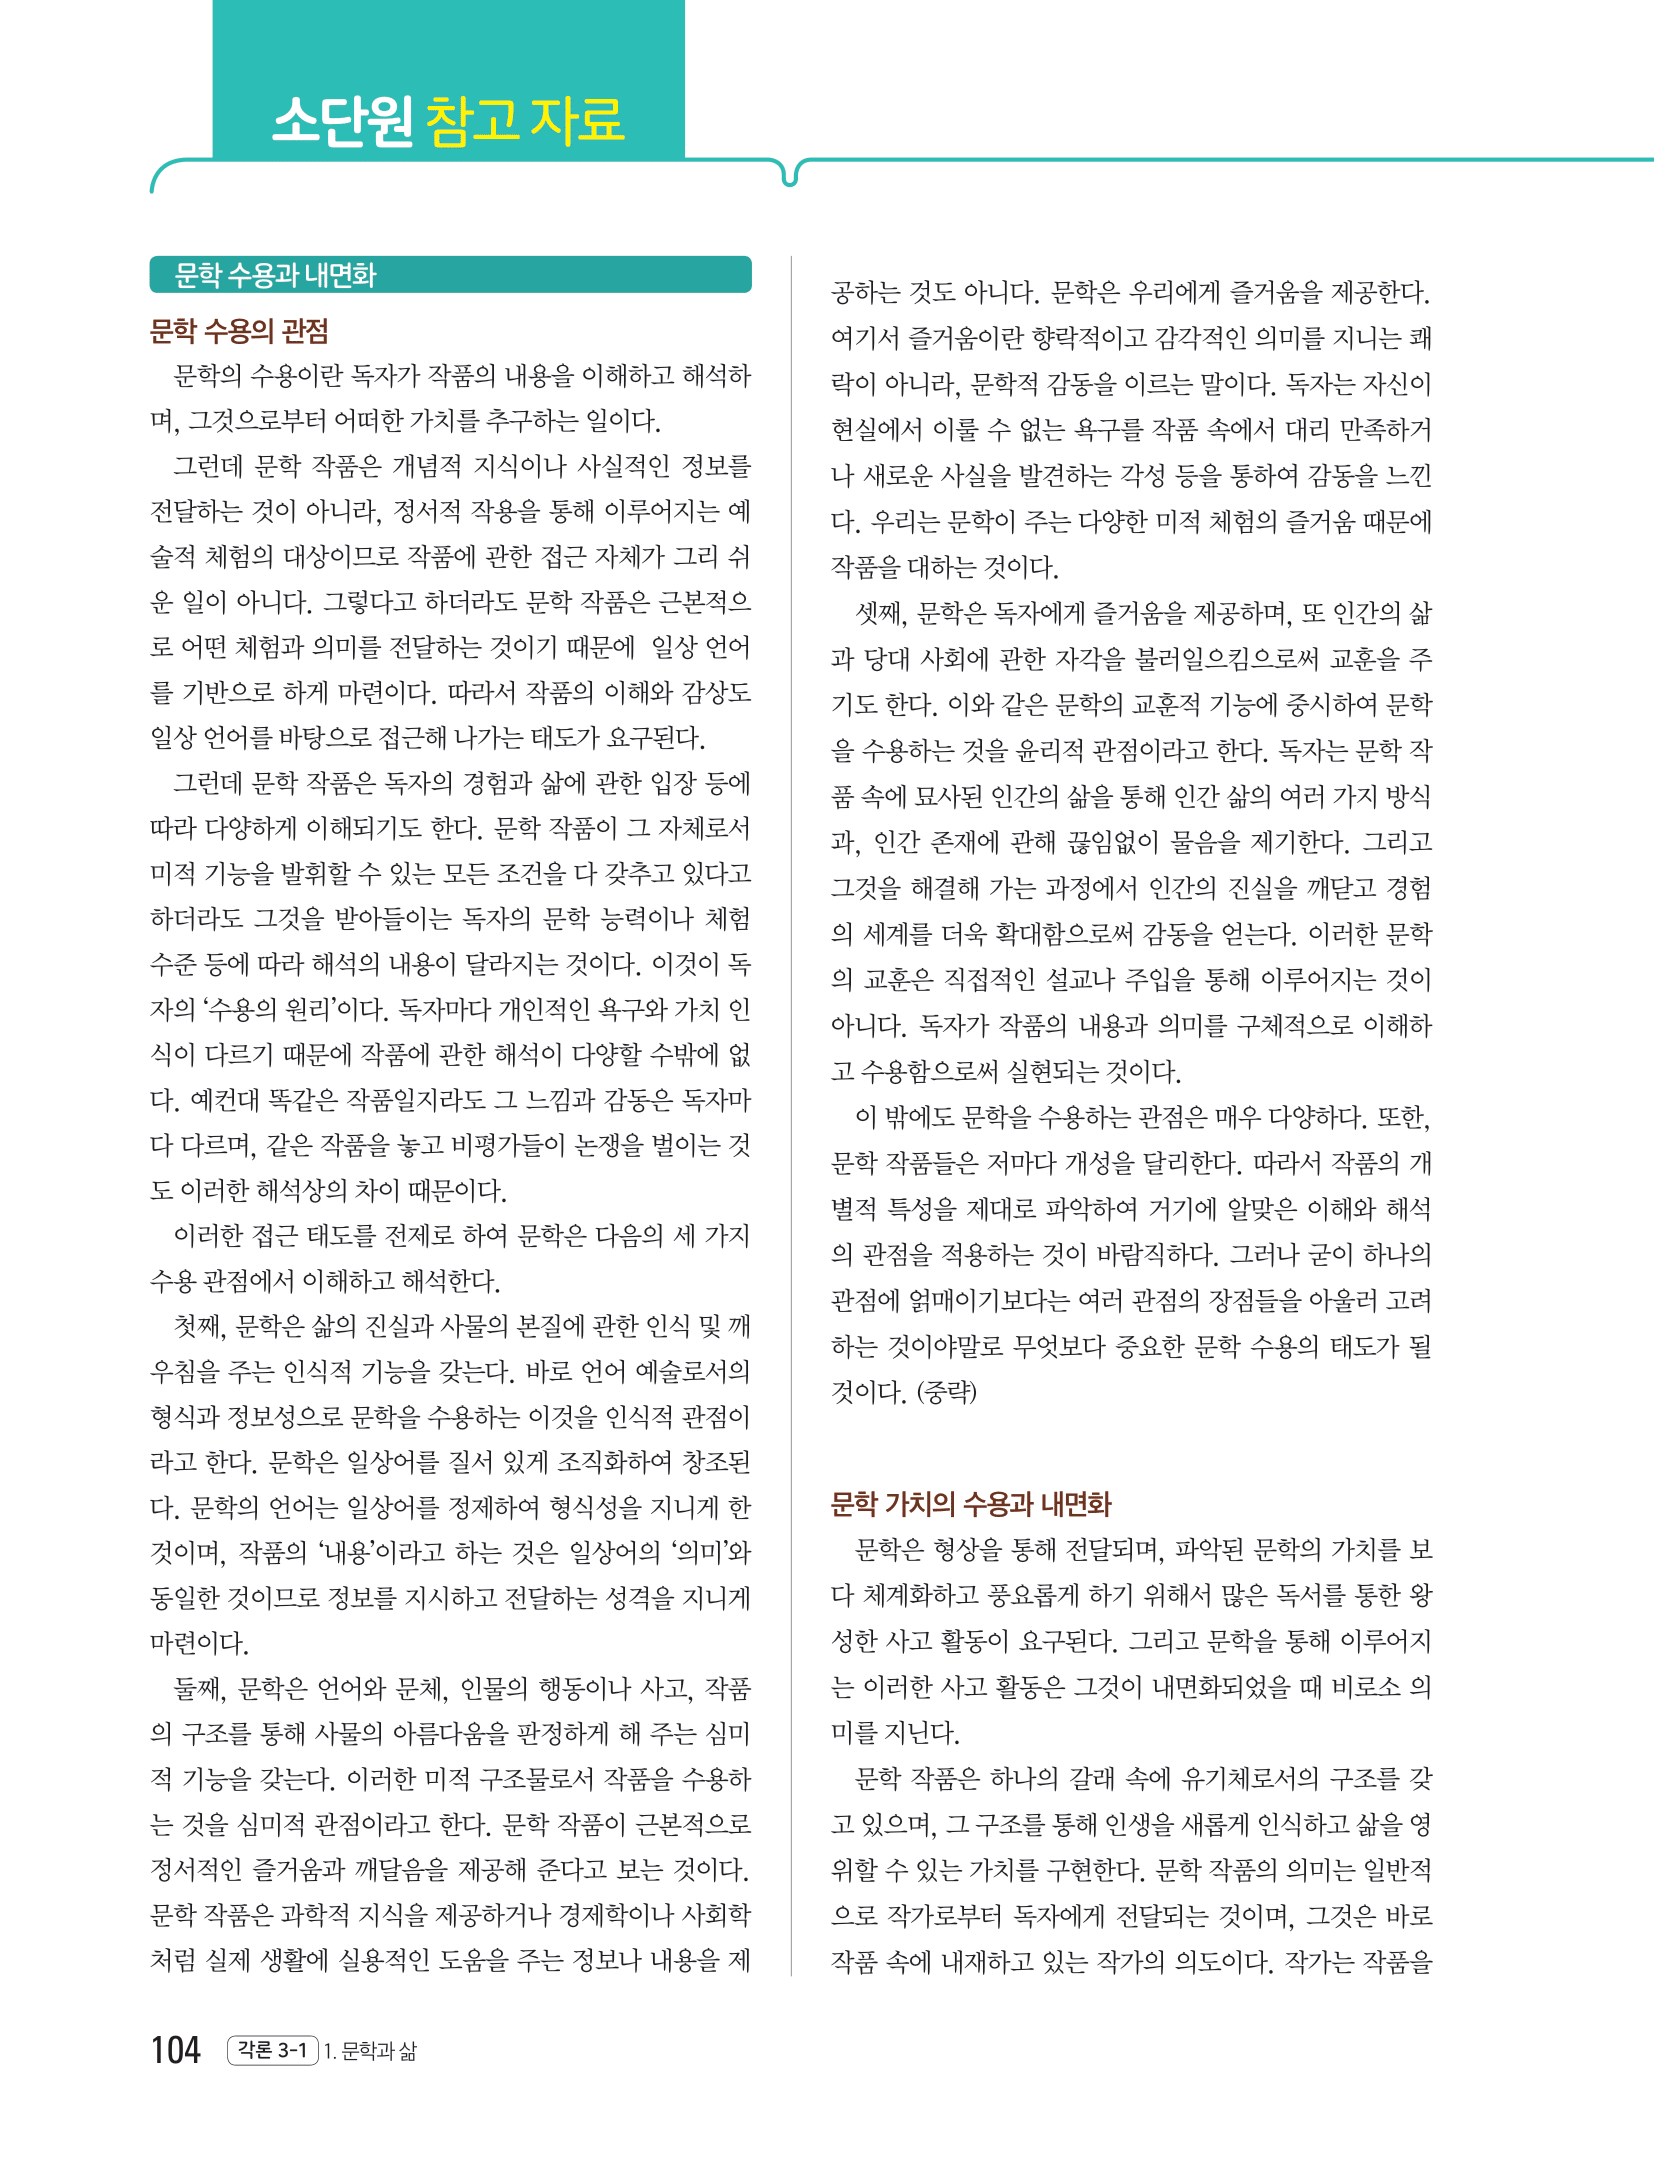 소단원 참고 자료
문학 수용과 내면화
문학 수용의 관점
문학의 수용이란 독자가 작품의 내용을 이해하고 해석하
며, 그것으로부터 어떠한 가치를 추구하는 일이다.
그런데 문학 작품은 개념적 지식이나 사실적인 정보를
전달하는 것이 아니라, 정서적 작용을 통해 이루어지는 예
술적 체험의 대상이므로 작품에 관한 접근 자체가 그리 쉬
운 일이 아니다. 그렇다고 하더라도 문학 작품은 근본적으
로 어떤 체험과 의미를 전달하는 것이기 때문에 일상 언어
를 기반으로 하게 마련이다. 따라서 작품의 이해와 감상도
일상 언어를 바탕으로 접근해 나가는 태도가 요구된다.
그런데 문학 작품은 독자의 경험과 삶에 관한 입장 등에
따라 다양하게 이해되기도 한다. 문학 작품이 그 자체로서
미적 기능을 발휘할 수 있는 모든 조건을 다 갖추고 있다고
하더라도 그것을 받아들이는 독자의 문학 능력이나 체험
수준 등에 따라 해석의 내용이 달라지는 것이다. 이것이 독
자의 ‘수용의 원리’이다. 독자마다 개인적인 욕구와 가치 인
식이 다르기 때문에 작품에 관한 해석이 다양할 수밖에 없
다. 예컨대 똑같은 작품일지라도 그 느낌과 감동은 독자마
다 다르며, 같은 작품을 놓고 비평가들이 논쟁을 벌이는 것
도 이러한 해석상의 차이 때문이다.
이러한 접근 태도를 전제로 하여 문학은 다음의 세 가지
수용 관점에서 이해하고 해석한다.
첫째, 문학은 삶의 진실과 사물의 본질에 관한 인식 및 깨
우침을 주는 인식적 기능을 갖는다. 바로 언어 예술로서의
형식과 정보성으로 문학을 수용하는 이것을 인식적 관점이
라고 한다. 문학은 일상어를 질서 있게 조직화하여 창조된
다. 문학의 언어는 일상어를 정제하여 형식성을 지니게 한
것이며, 작품의 ‘내용’이라고 하는 것은 일상어의 ‘의미’와
동일한 것이므로 정보를 지시하고 전달하는 성격을 지니게
마련이다.
둘째, 문학은 언어와 문체, 인물의 행동이나 사고, 작품
의 구조를 통해 사물의 아름다움을 판정하게 해 주는 심미
적 기능을 갖는다. 이러한 미적 구조물로서 작품을 수용하
는 것을 심미적 관점이라고 한다. 문학 작품이 근본적으로
정서적인 즐거움과 깨달음을 제공해 준다고 보는 것이다.
문학 작품은 과학적 지식을 제공하거나 경제학이나 사회학
처럼 실제 생활에 실용적인 도움을 주는 정보나 내용을 제
공하는 것도 아니다. 문학은 우리에게 즐거움을 제공한다.
여기서 즐거움이란 향락적이고 감각적인 의미를 지니는 쾌
락이 아니라, 문학적 감동을 이르는 말이다. 독자는 자신이
현실에서 이룰 수 없는 욕구를 작품 속에서 대리 만족하거
나 새로운 사실을 발견하는 각성 등을 통하여 감동을 느낀
다. 우리는 문학이 주는 다양한 미적 체험의 즐거움 때문에
작품을 대하는 것이다.
셋째, 문학은 독자에게 즐거움을 제공하며, 또 인간의 삶
과 당대 사회에 관한 자각을 불러일으킴으로써 교훈을 주
기도 한다. 이와 같은 문학의 교훈적 기능에 중시하여 문학
을 수용하는 것을 윤리적 관점이라고 한다. 독자는 문학 작
품 속에 묘사된 인간의 삶을 통해 인간 삶의 여러 가지 방식
과, 인간 존재에 관해 끊임없이 물음을 제기한다. 그리고
그것을 해결해 가는 과정에서 인간의 진실을 깨닫고 경험
의 세계를 더욱 확대함으로써 감동을 얻는다. 이러한 문학
의 교훈은 직접적인 설교나 주입을 통해 이루어지는 것이
아니다. 독자가 작품의 내용과 의미를 구체적으로 이해하
고 수용함으로써 실현되는 것이다.
이 밖에도 문학을 수용하는 관점은 매우 다양하다. 또한,
문학 작품들은 저마다 개성을 달리한다. 따라서 작품의 개
별적 특성을 제대로 파악하여 거기에 알맞은 이해와 해석
의 관점을 적용하는 것이 바람직하다. 그러나 굳이 하나의
관점에 얽매이기보다는 여러 관점의 장점들을 아울러 고려
하는 것이야말로 무엇보다 중요한 문학 수용의 태도가 될
것이다. (중략)
문학 가치의 수용과 내면화
문학은 형상을 통해 전달되며, 파악된 문학의 가치를 보
다 체계화하고 풍요롭게 하기 위해서 많은 독서를 통한 왕
성한 사고 활동이 요구된다. 그리고 문학을 통해 이루어지
는 이러한 사고 활동은 그것이 내면화되었을 때 비로소 의
미를 지닌다.
문학 작품은 하나의 갈래 속에 유기체로서의 구조를 갖
고 있으며, 그 구조를 통해 인생을 새롭게 인식하고 삶을 영
위할 수 있는 가치를 구현한다. 문학 작품의 의미는 일반적
으로 작가로부터 독자에게 전달되는 것이며, 그것은 바로
작품 속에 내재하고 있는 작가의 의도이다. 작가는 작품을
104 각론 3-1 1. 문학과 삶